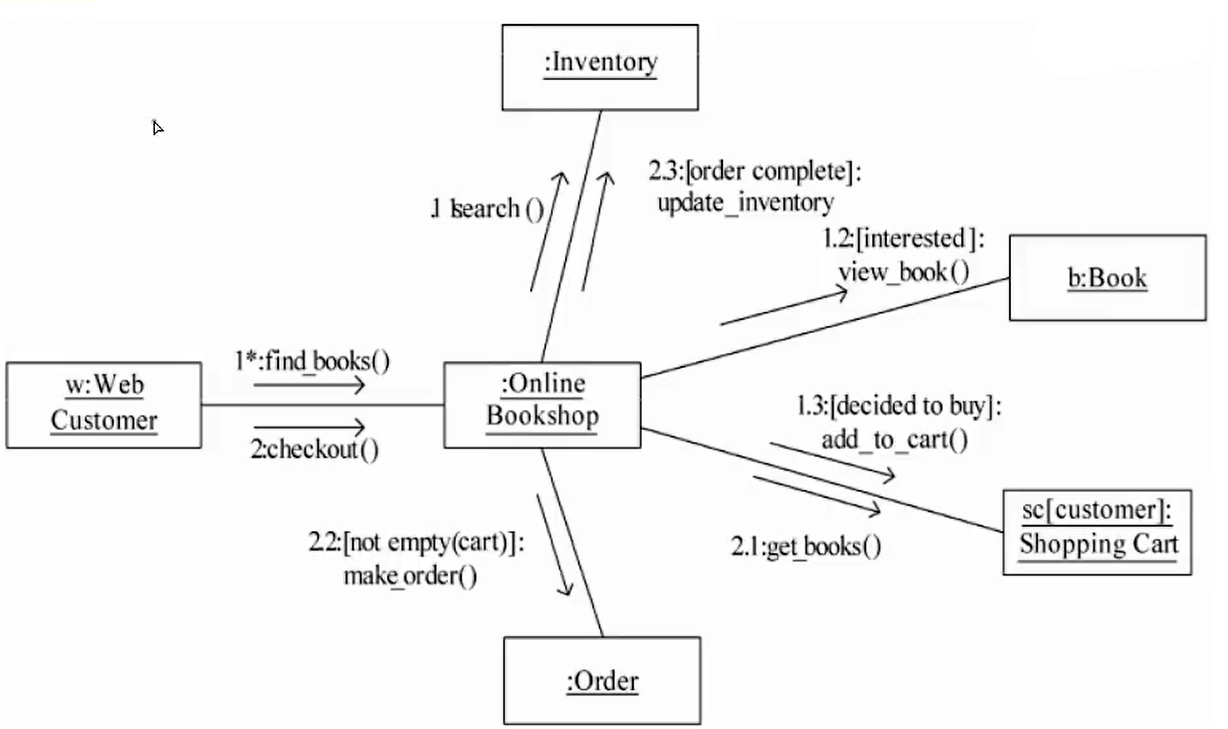 :Inventory
2.3:[order complete]:
update_inventory
.1 1search ()
1.2:[interested]:
view_book()
b:Book
1*:find_books()
w:Web
Customer
:Online
Bookshop
2:checkout()
1.3:[decided to buy]:
add_to_cart()
sc[customer]:
Shopping Cart
2.1:get_books()
2.2:[not empty(cart)]:
make_order()
:Order